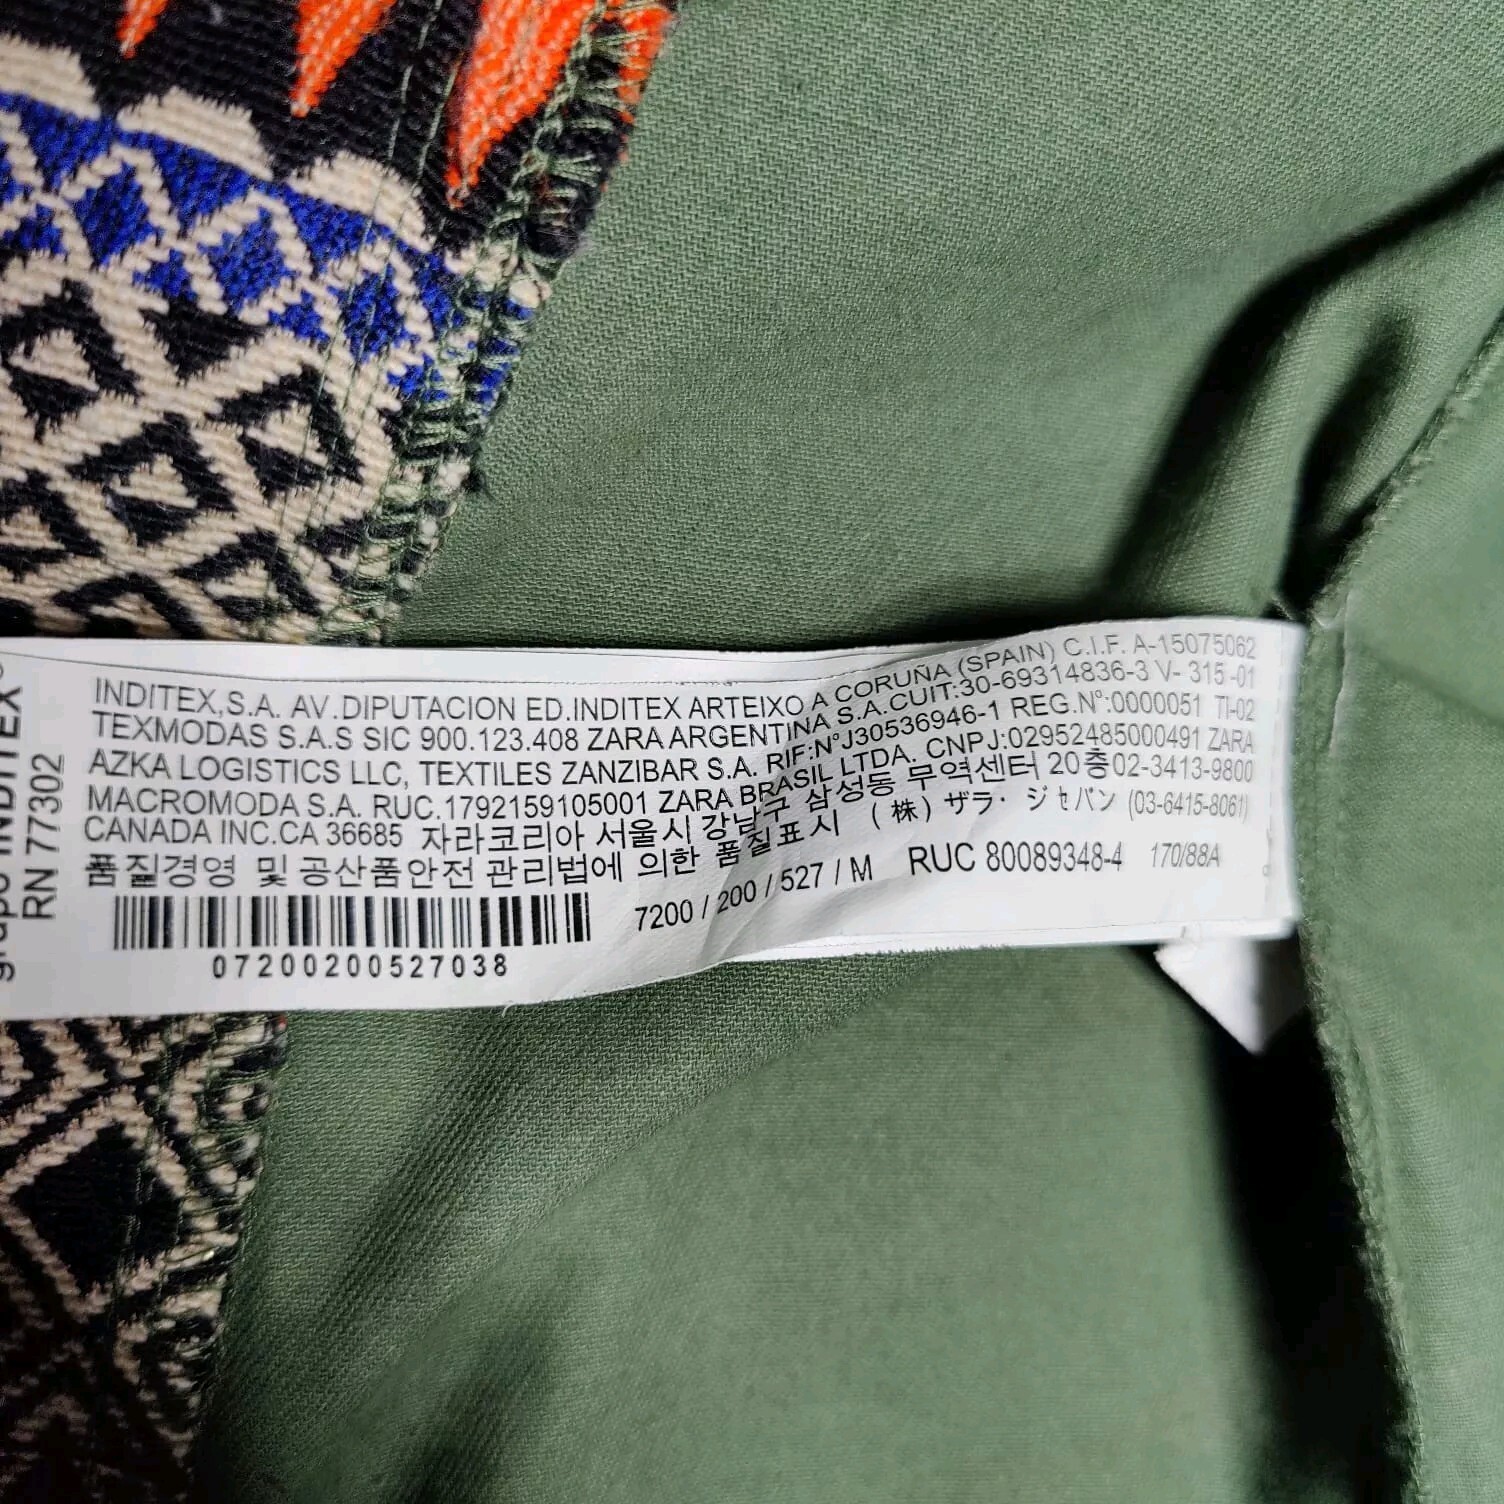 grupo INDITEX®
RN 77302
INDITEX,S.A. AV.DIPUTACION ED.INDITEX ARTEIXO A CORUÑA (SPAIN) C.I.F. A-15075062
TEXMODAS S.A.S SIC 900.123.408 ZARA ARGENTINA S.A.CUIT:30-69314836-3 V- 315 -01
AZKA LOGISTICS LLC, TEXTILES ZANZIBAR S.A. RIF:N°J30536946-1 REG.N°:0000051 TI-02
MACROMODA S.A. RUC.1792159105001 ZARA BRASIL LTDA. CNPJ:02952485000491 ZARA
CANADA INC.CA 36685 자라코리아 서울시 강남구 삼성동 무역센터 20층02-3413-9800
품질경영 및 공산품안전 관리법에 의한 품질표시 (株) ザラ・ジャパン (03-6415-8061)
7200 / 200 / 527 / M RUC 80089348-4 170/88A
07200200527038